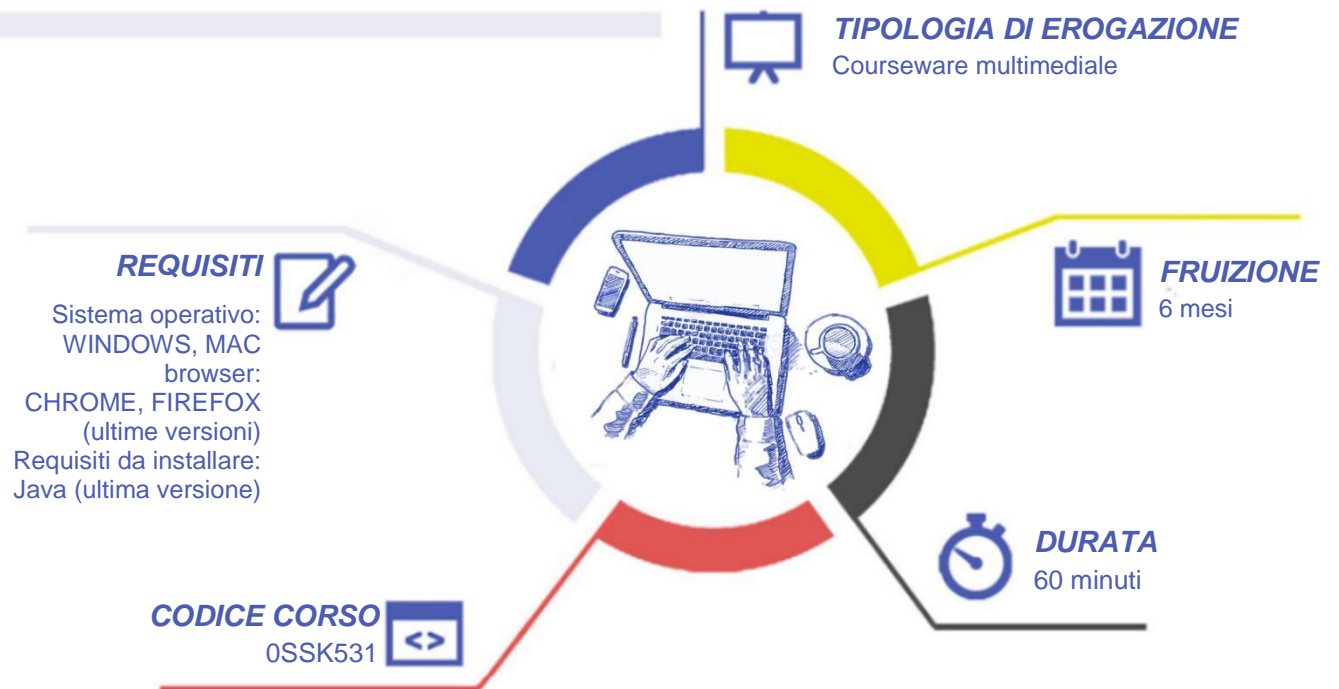 TIPOLOGIA DI EROGAZIONE
Courseware multimediale
REQUISITI
Sistema operativo:
WINDOWS, MAC
browser:
CHROME, FIREFOX
(ultime versioni)
Requisiti da installare:
Java (ultima versione)
FRUIZIONE
6 mesi
DURATA
60 minuti
CODICE CORSO
0SSK531